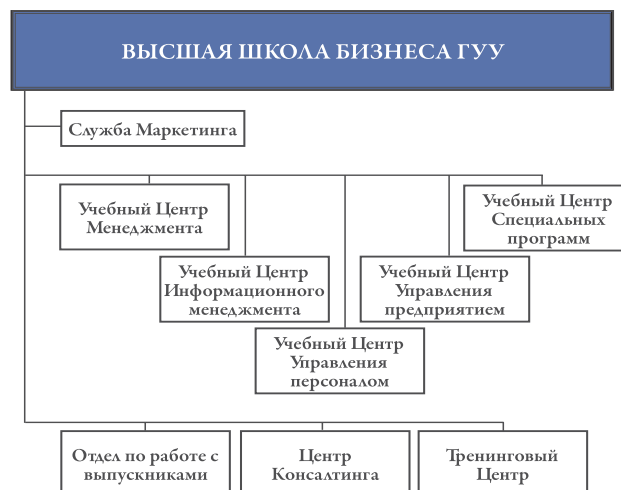 ВЫСШАЯ ШКОЛА БИЗНЕСА ГУУ
Служба Маркетинга
Учебный Центр
Менеджмента
Учебный Центр
Специальных
программ
Учебный Центр
Информационного
менеджмента
Учебный Центр
Управления
предприятием
Учебный Центр
Управления
персоналом
Отдел по работе с
выпускниками
Центр
Консалтинга
Тренинговый
Центр